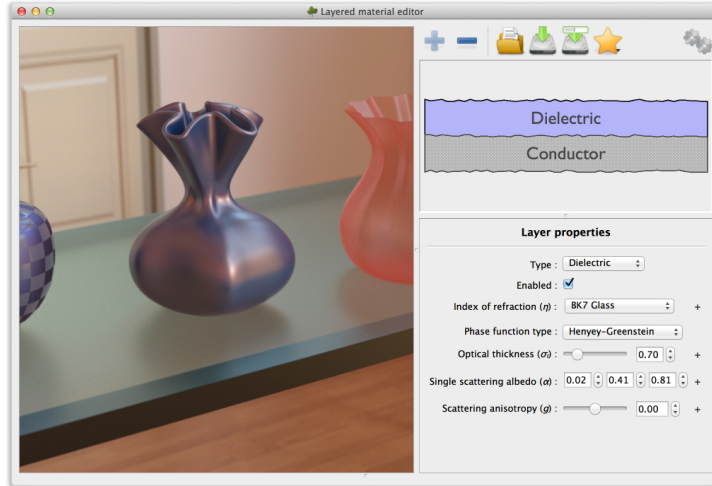 Layered material editor
Dielectric
Conductor
Layer properties
Type : Dielectric
Enabled :
Index of refraction (η) : BK7 Glass +
Phase function type : Henyey-Greenstein
Optical thickness (σₜ) : 0.70 +
Single scattering albedo (α) : 0.02 0.41 0.81 +
Scattering anisotropy (g) : 0.00 +